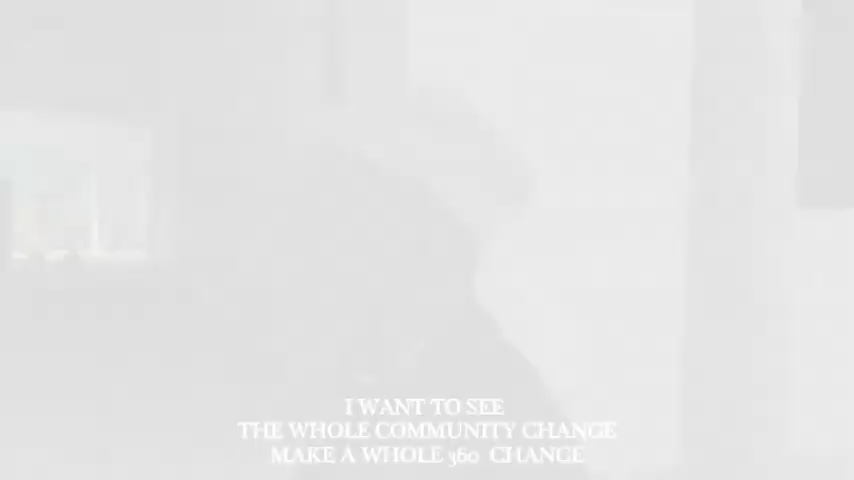 I WANT TO SEE
THE WHOLE COMMUNITY CHANGE
MAKE A WHOLE 360 CHANGE